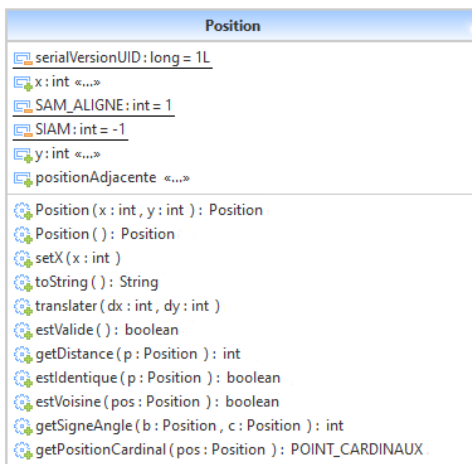 Position
serialVersionUID : long = 1L
x : int «...»
SAM_ALIGNE : int = 1
SIAM : int = -1
y : int «...»
positionAdjacente «...»
Position ( x : int , y : int ) : Position
Position ( ) : Position
setX ( x : int )
toString ( ) : String
translater ( dx : int , dy : int )
estValide ( ) : boolean
getDistance ( p : Position ) : int
estIdentique ( p : Position ) : boolean
estVoisine ( pos : Position ) : boolean
getSigneAngle ( b : Position , c : Position ) : int
getPositionCardinal ( pos : Position ) : POINT_CARDINAUX